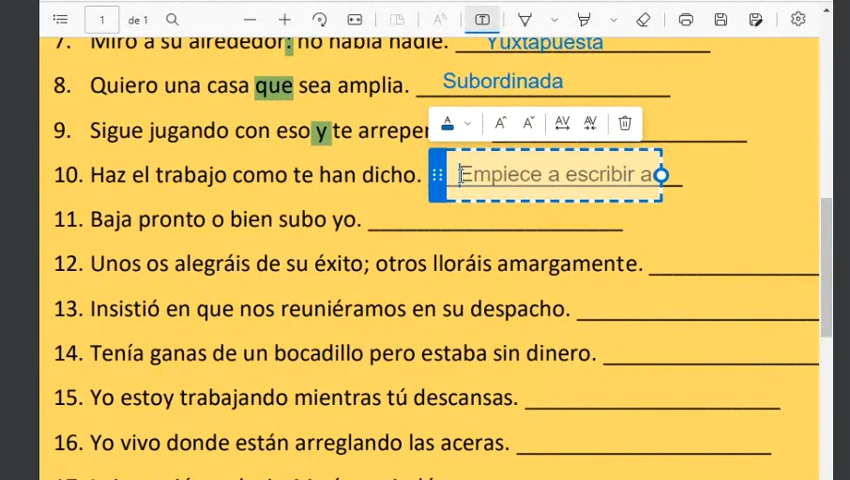 1 de 1
7. Miró a su alrededor: no había nadie. Yuxtapuesta
8. Quiero una casa que sea amplia. Subordinada
9. Sigue jugando con eso y te
10. Haz el trabajo como te han dicho. Empiece a escribir a
11. Baja pronto o bien subo yo.
12. Unos os alegráis de su éxito; otros lloráis amargamente.
13. Insistió en que nos reuniéramos en su despacho.
14. Tenía ganas de un bocadillo pero estaba sin dinero.
15. Yo estoy trabajando mientras tú descansas.
16. Yo vivo donde están arreglando las aceras.